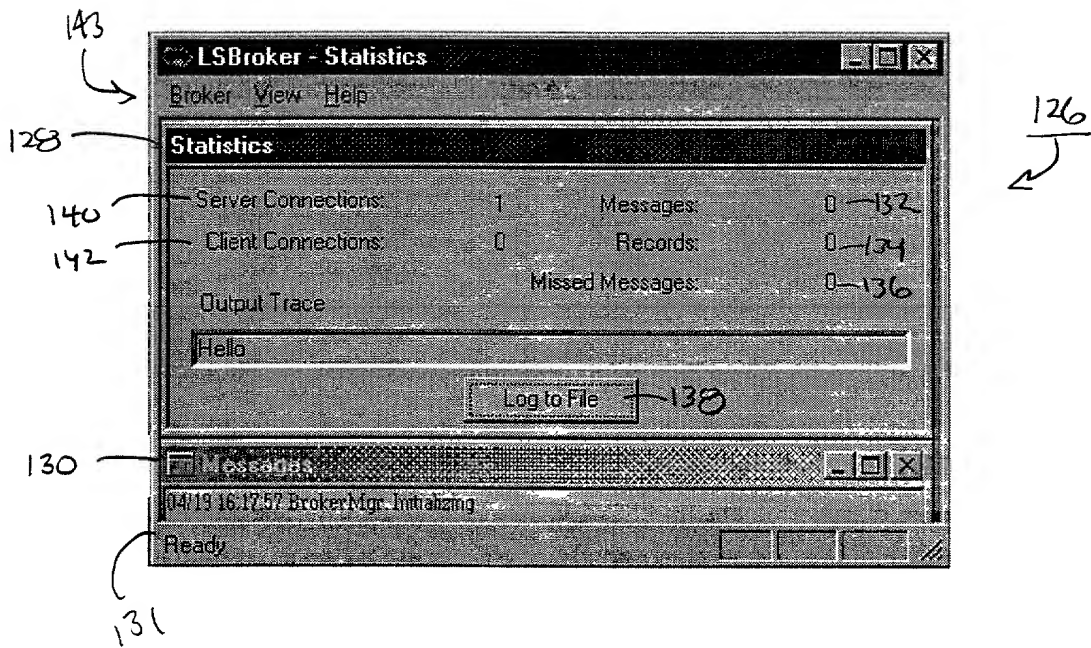 143
LSBroker - Statistics
Broker View Help
126
128
Statistics
140 Server Connections: 1 Messages: 0 132
142 Client Connections: 0 Records: 0 134
Missed Messages: 0 136
Output Trace
Hello
Log to File 138
130 Messages
04/19 16:17:57 BrokerMgr: Initializing
Ready
131